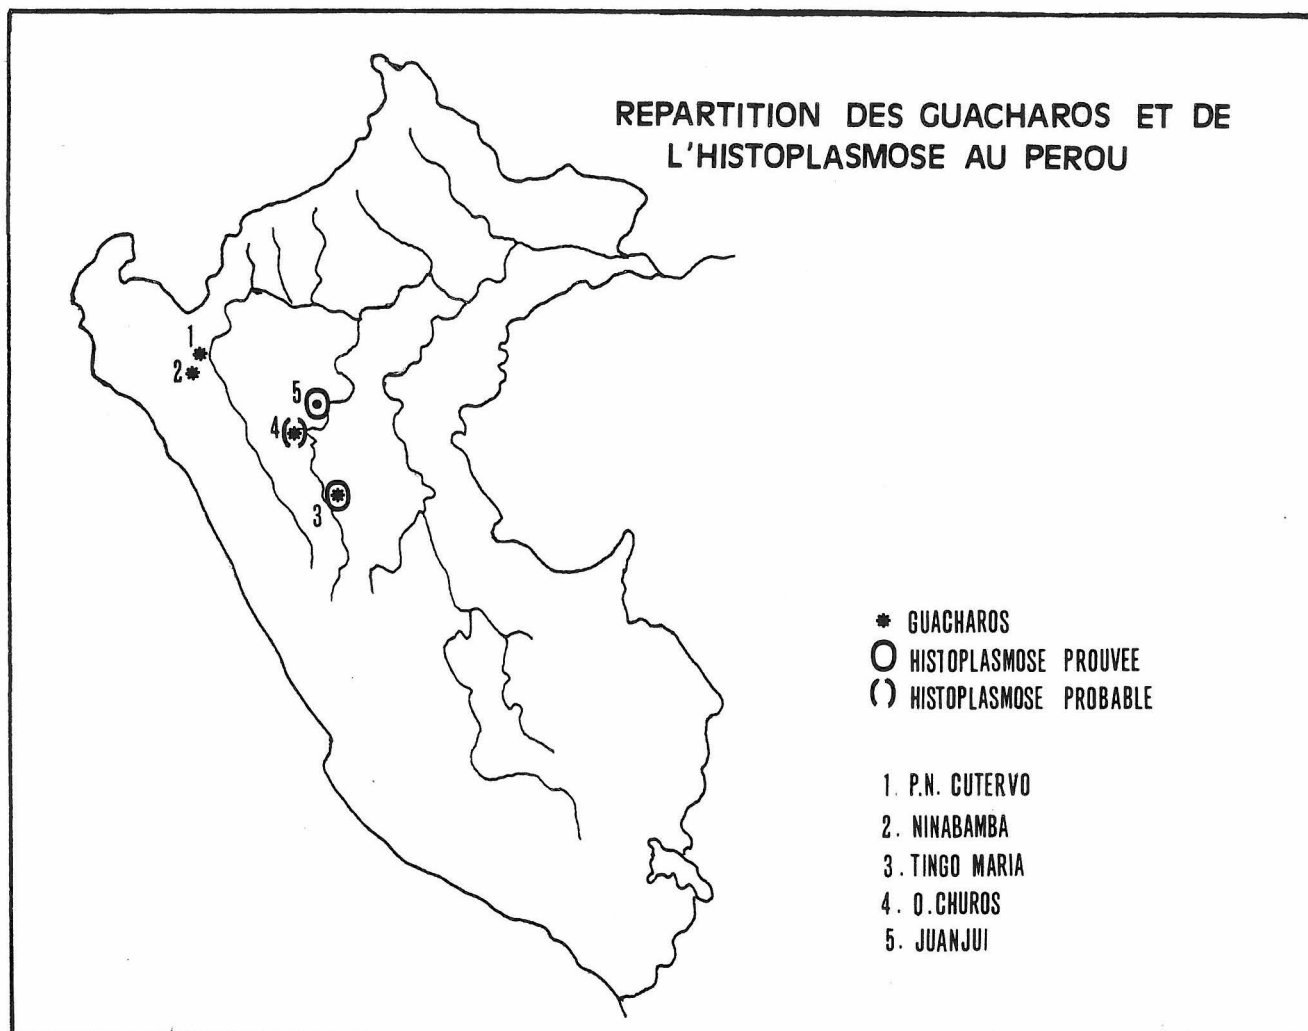 REPARTITION DES GUACHAROS ET DE
L'HISTOPLASMOSE AU PEROU
1
2
5
4
3
* GUACHAROS
O HISTOPLASMOSE PROUVEE
() HISTOPLASMOSE PROBABLE
1. P.N. CUTERVO
2. NINABAMBA
3. TINGO MARIA
4. Q.CHUROS
5. JUANJUI